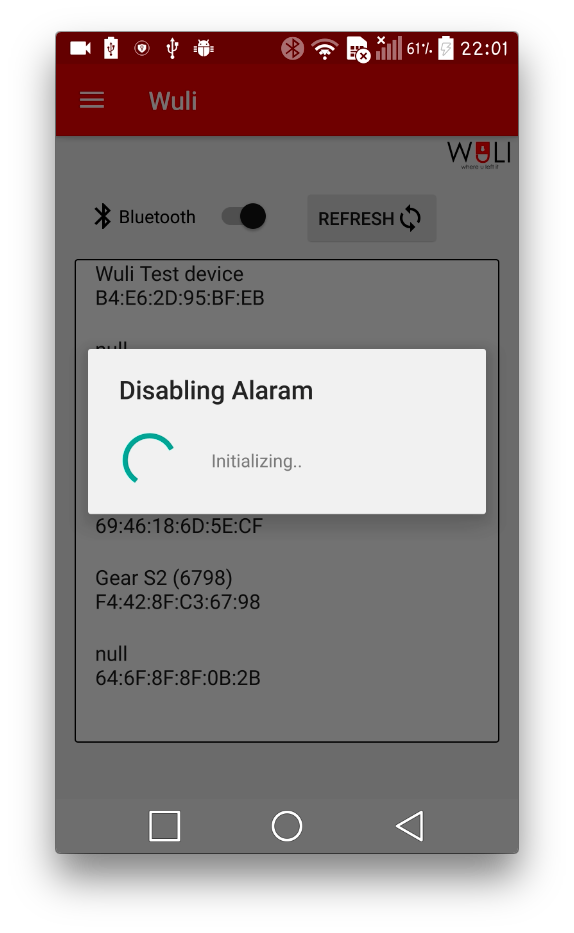 61% 22:01
Wuli
WULI
where u left it
Bluetooth
REFRESH
Wuli Test device
B4:E6:2D:95:BF:EB
null
Disabling Alaram
Initializing..
69:46:18:6D:5E:CF
Gear S2 (6798)
F4:42:8F:C3:67:98
null
64:6F:8F:8F:0B:2B